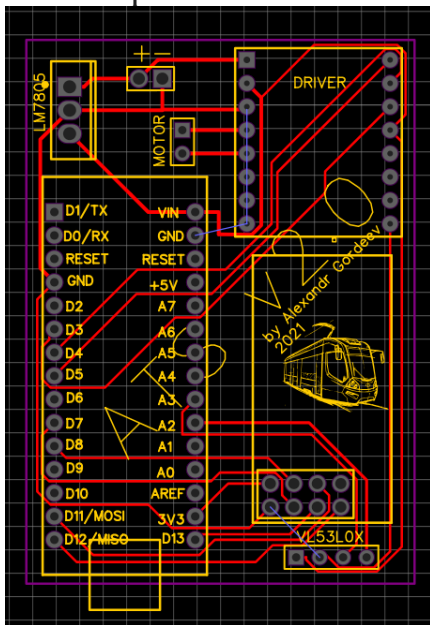 + -
LM7805
DRIVER
MOTOR
D1/TX VIN
D0/RX GND
RESET RESET
GND +5V
D2 A7
D3 A6
D4 A5
D5 A4
D6 A3
D7 A2
D8 A1
D9 A0
D10 AREF
D11/MOSI 3V3
D12/MISO D13
by Alexandr Gordeev
2021
VL53L0X